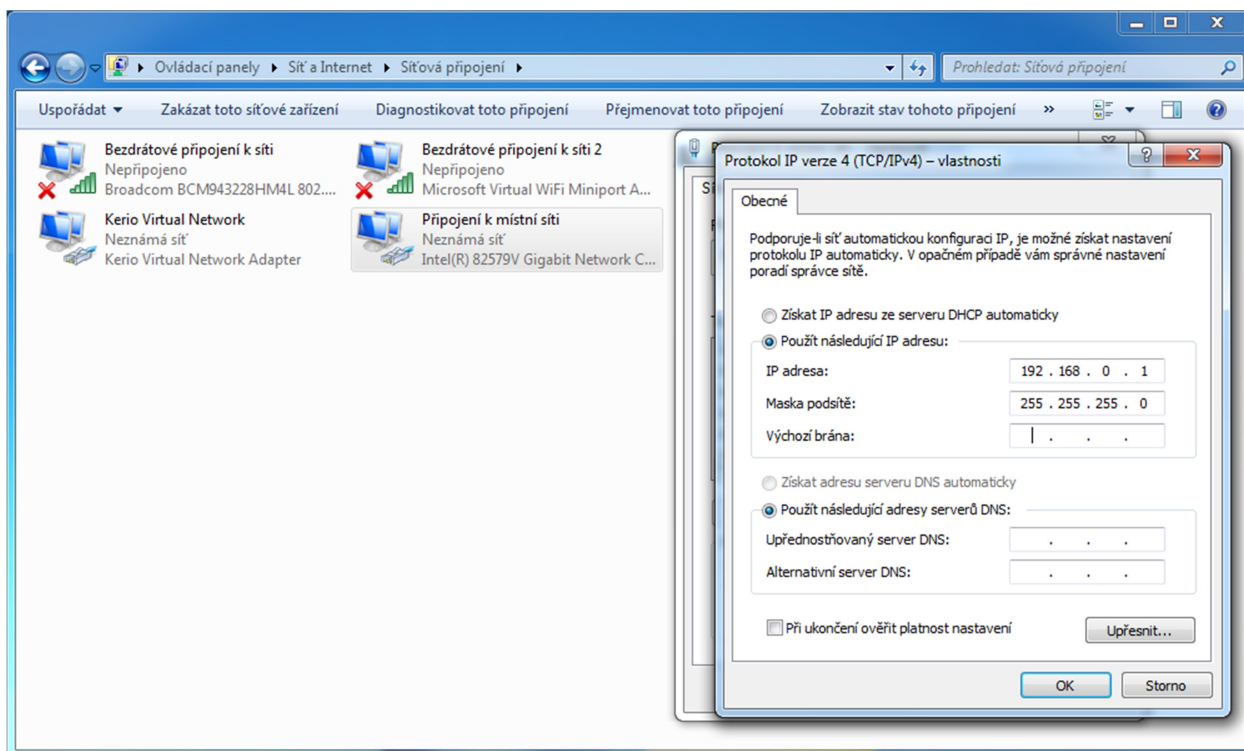 Ovládací panely
Síť a Internet
Síťová připojení
Prohledat: Síťová připojení
Uspořádat
Zakázat toto síťové zařízení
Diagnostikovat toto připojení
Přejmenovat toto připojení
Zobrazit stav tohoto připojení
»
Bezdrátové připojení k síti
Nepřipojeno
Broadcom BCM943228HM4L 802....
Bezdrátové připojení k síti 2
Nepřipojeno
Microsoft Virtual WiFi Miniport A...
Kerio Virtual Network
Neznámá síť
Kerio Virtual Network Adapter
Připojení k místní síti
Neznámá síť
Intel(R) 82579V Gigabit Network C...
Protokol IP verze 4 (TCP/IPv4) – vlastnosti
Obecné
Podporuje-li síť automatickou konfiguraci IP, je možné získat nastavení
protokolu IP automaticky. V opačném případě vám správné nastavení
poradí správce sítě.
Získat IP adresu ze serveru DHCP automaticky
Použít následující IP adresu:
IP adresa: 192 . 168 . 0 . 1
Maska podsítě: 255 . 255 . 255 . 0
Výchozí brána: . . .
Získat adresu serveru DNS automaticky
Použít následující adresy serverů DNS:
Upřednostňovaný server DNS: . . .
Alternativní server DNS: . . .
Při ukončení ověřit platnost nastavení
Upřesnit...
OK
Storno